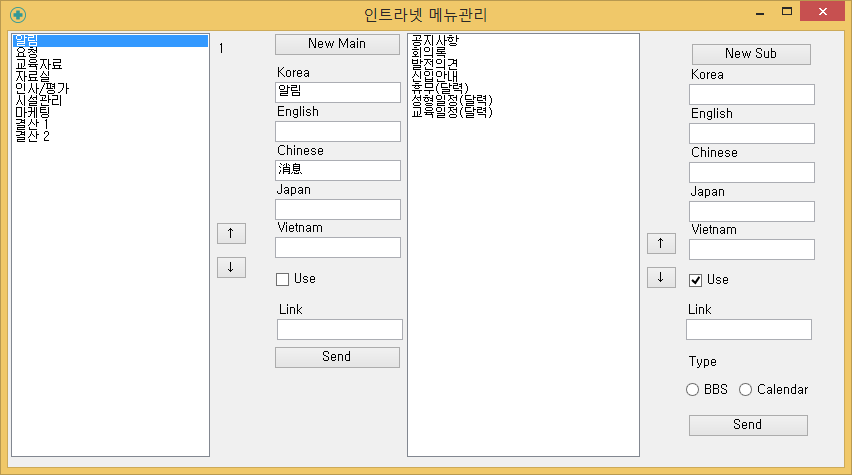 인트라넷 메뉴관리
알림
요청
교육자료
자료실
인사/평가
시설관리
마케팅
결산 1
결산 2
1
↑
↓
New Main
Korea
알림
English
Chinese
消息
Japan
Vietnam
Use
Link
Send
공지사항
회의록
발전의견
신입안내
휴무(달력)
성형일정(달력)
교육일정(달력)
↑
↓
New Sub
Korea
English
Chinese
Japan
Vietnam
Use
Link
Type
BBS Calendar
Send